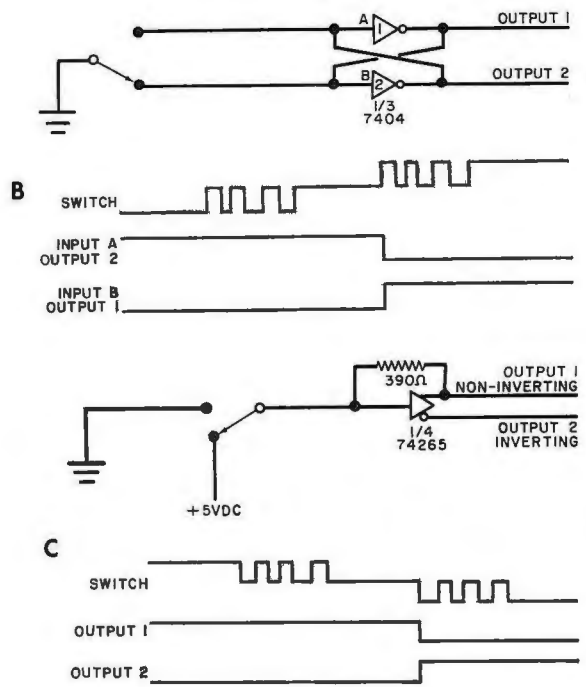 A 1 OUTPUT 1
B 2 OUTPUT 2
1/3
7404
B
SWITCH
INPUT A
OUTPUT 2
INPUT B
OUTPUT 1
390Ω
OUTPUT 1
NON-INVERTING
1/4
74265
OUTPUT 2
INVERTING
+5VDC
C
SWITCH
OUTPUT 1
OUTPUT 2